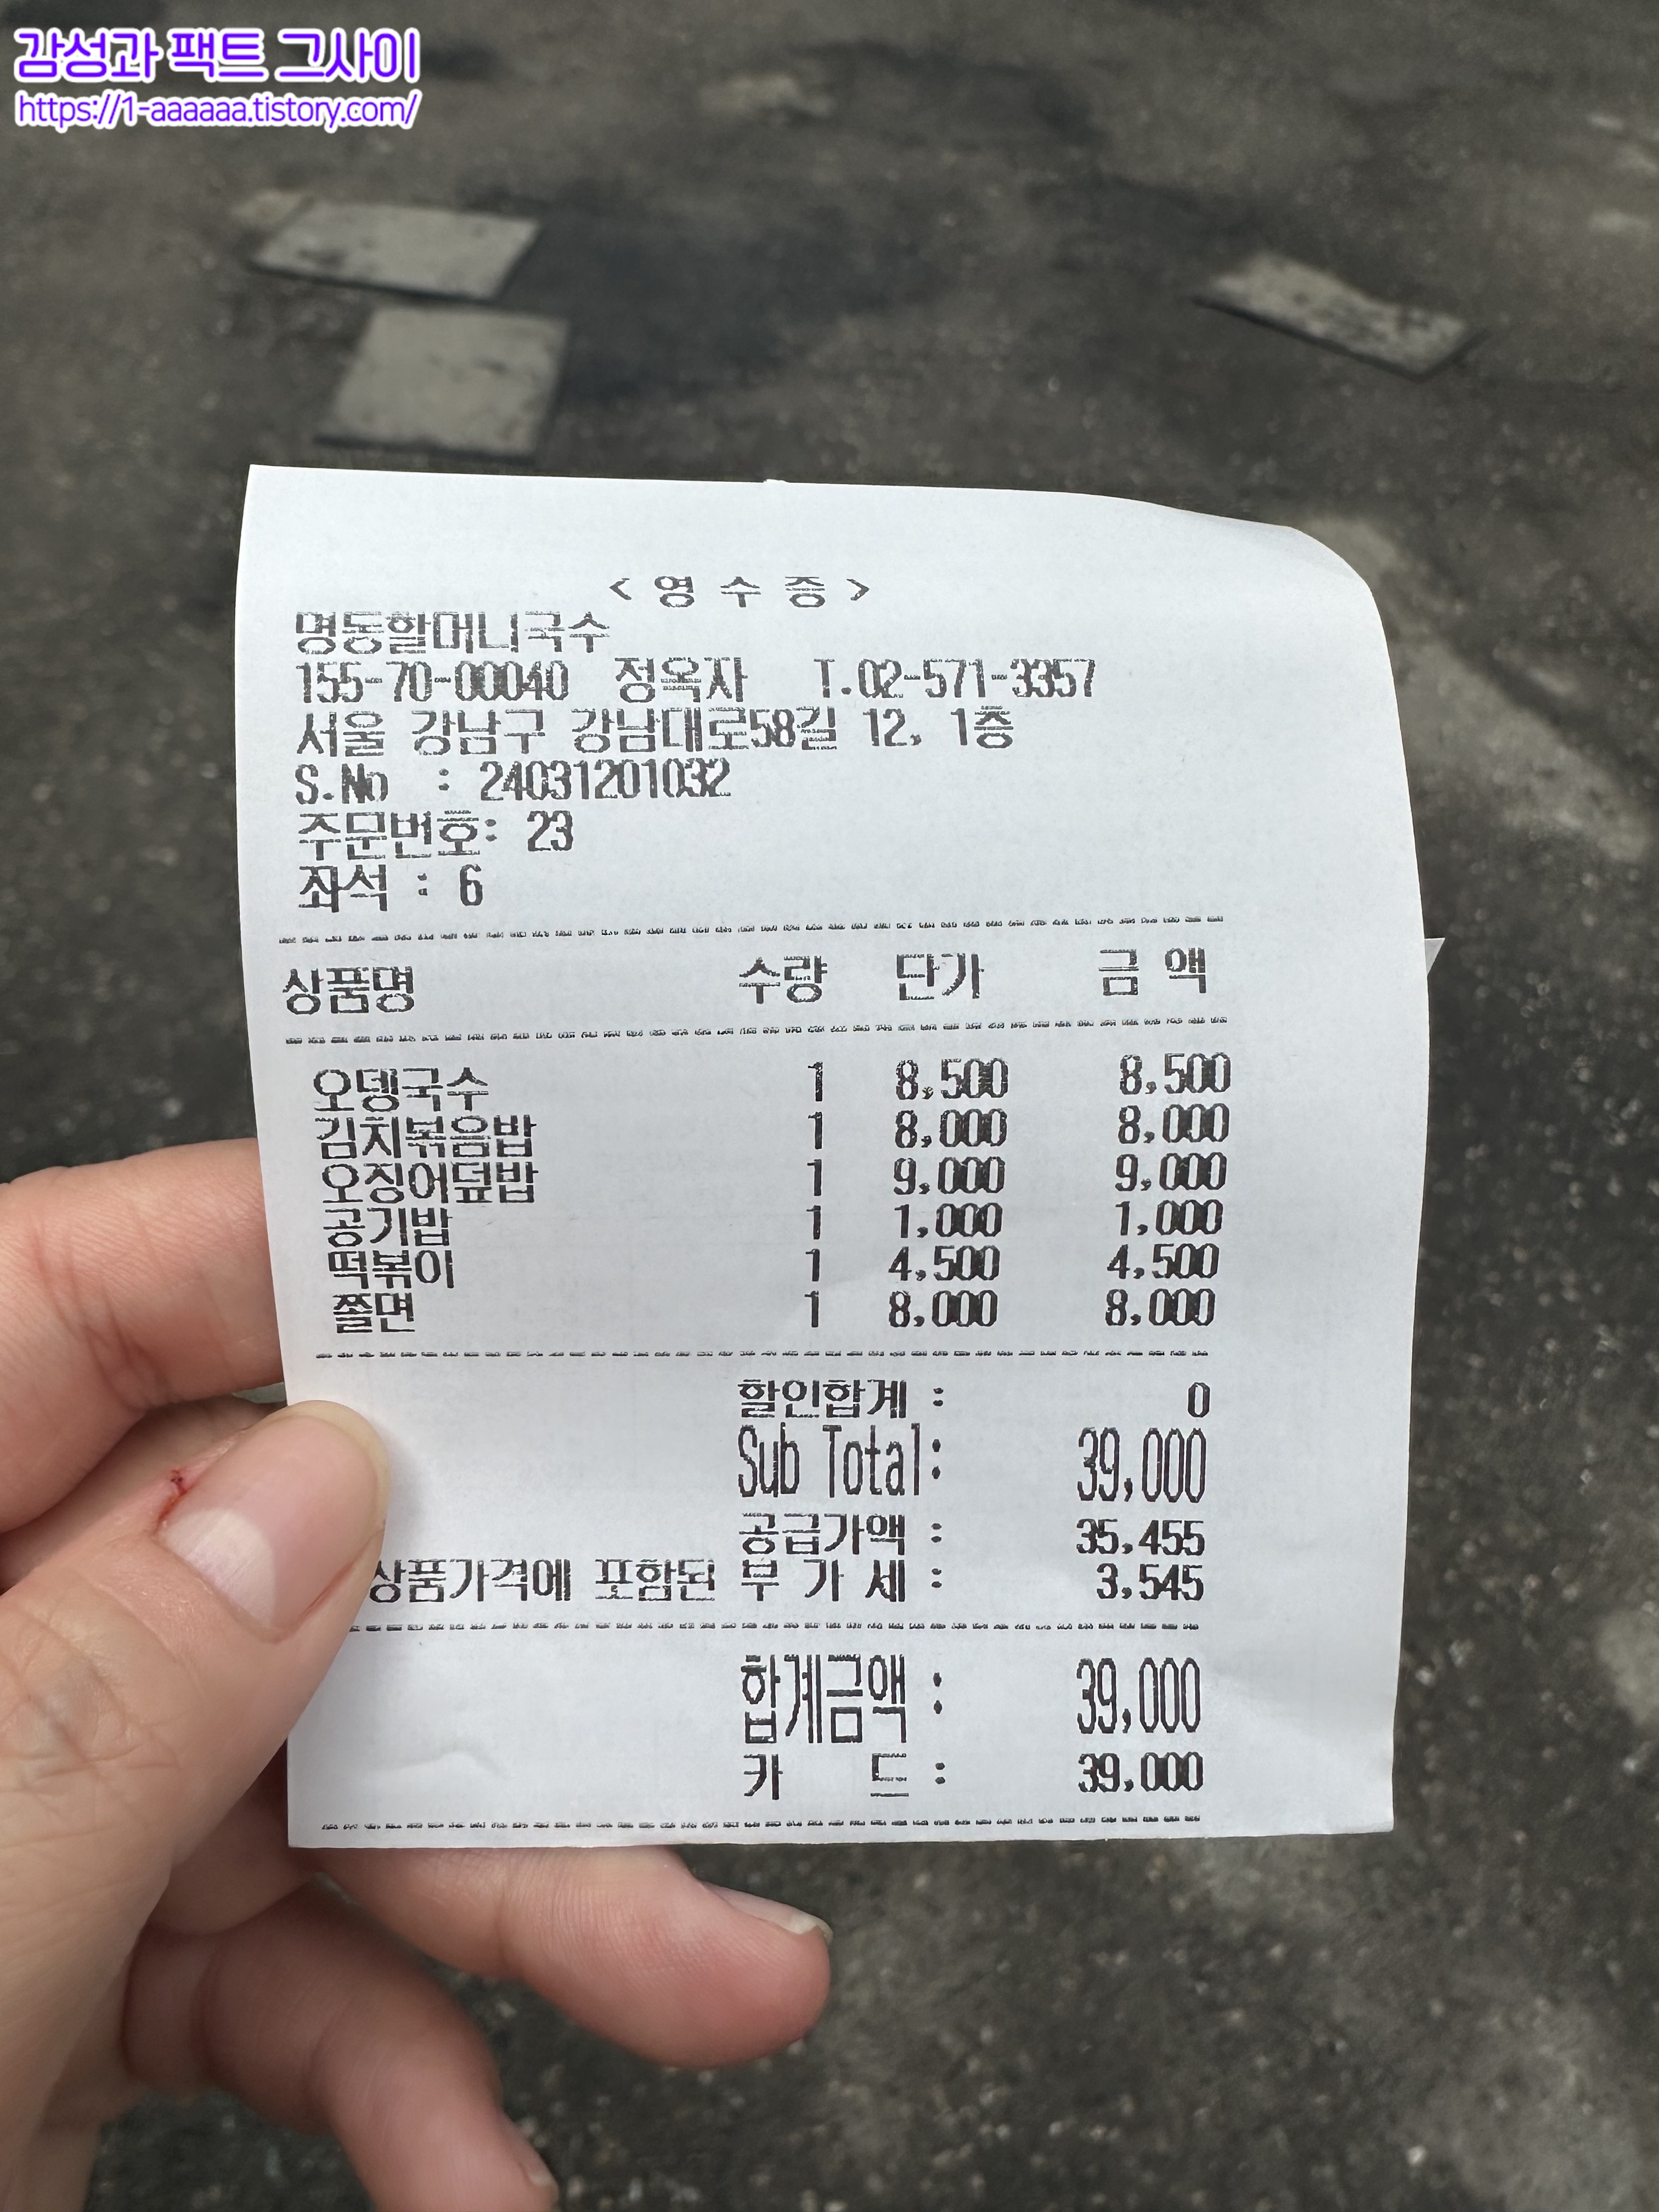 감성과 팩트 그사이
https://1-aaaaaa.tistory.com/
< 영 수 증 >
명동할머니국수
155-70-00040 정옥자 T.02-571-3357
서울 강남구 강남대로58길 12, 1층
S.No : 24031201032
주문번호: 23
좌석 : 6
상품명 수량 단가 금 액
오뎅국수 1 8,500 8,500
김치볶음밥 1 8,000 8,000
오징어덮밥 1 9,000 9,000
공기밥 1 1,000 1,000
떡볶이 1 4,500 4,500
쫄면 1 8,000 8,000
할인합계 : 0
Sub Total: 39,000
공급가액 : 35,455
상품가격에 포함된 부 가 세 : 3,545
합계금액 : 39,000
카 드 : 39,000